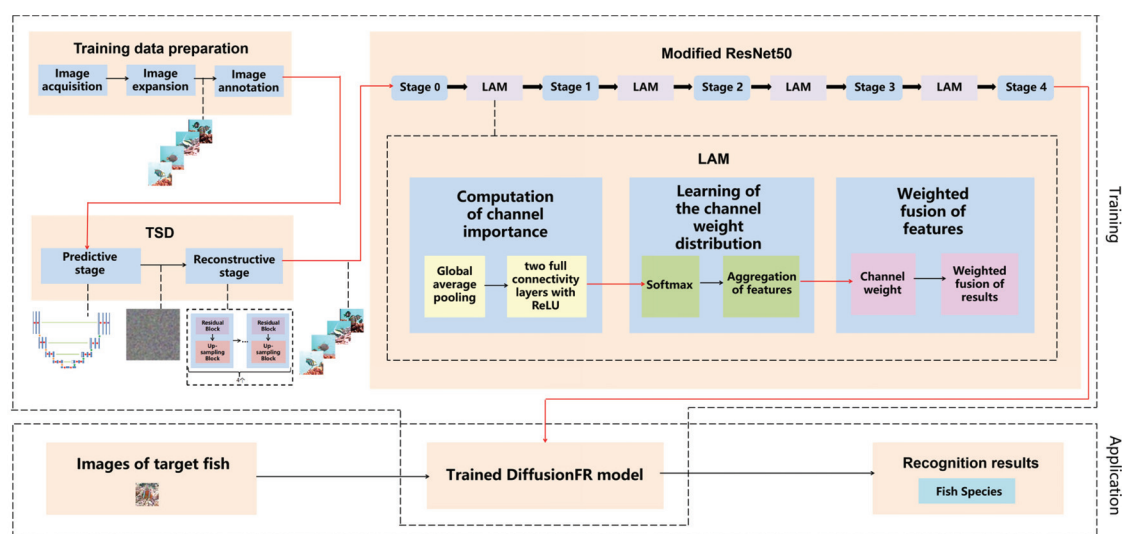 Training data preparation
Image
acquisition
Image
expansion
Image
annotation
TSD
Predictive
stage
Reconstructive
stage
Residual
Block
Up-
sampling
Block
...
Residual
Block
Up-
sampling
Block
Modified ResNet50
Stage 0
LAM
Stage 1
LAM
Stage 2
LAM
Stage 3
LAM
Stage 4
LAM
Computation
of channel
importance
Global
average
pooling
two full
connectivity
layers with
ReLU
Learning of
the channel
weight
distribution
Softmax
Aggregation
of features
Weighted
fusion of
features
Channel
weight
Weighted
fusion of
results
Training
Images of target fish
Trained DiffusionFR model
Recognition results
Fish Species
Application